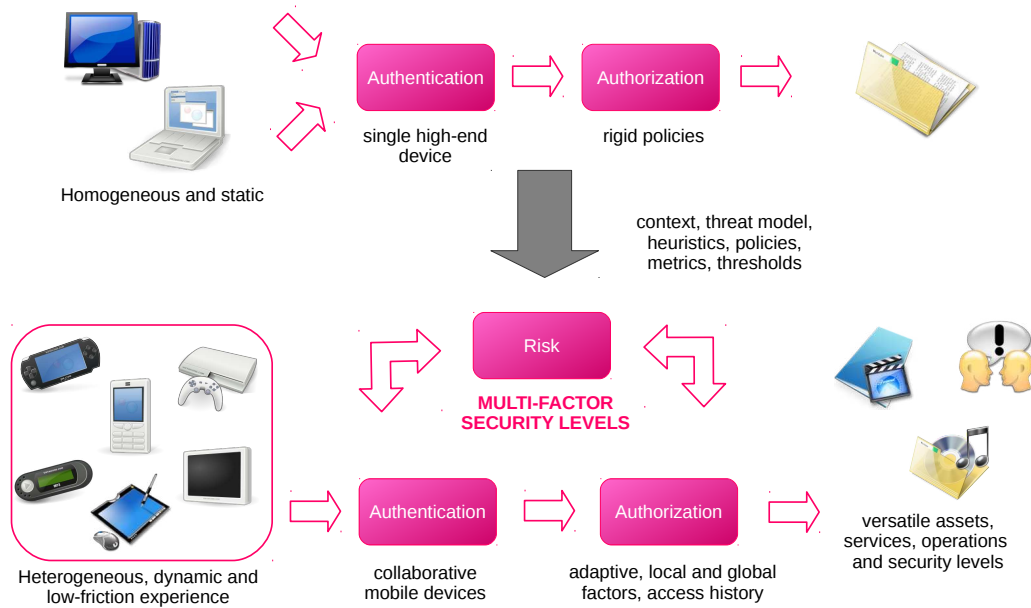 Authentication
Authorization
single high-end
device
rigid policies
Homogeneous and static
context, threat model,
heuristics, policies,
metrics, thresholds
Risk
MULTI-FACTOR
SECURITY LEVELS
Authentication
Authorization
Heterogeneous, dynamic and
low-friction experience
collaborative
mobile devices
adaptive, local and global
factors, access history
versatile assets,
services, operations
and security levels